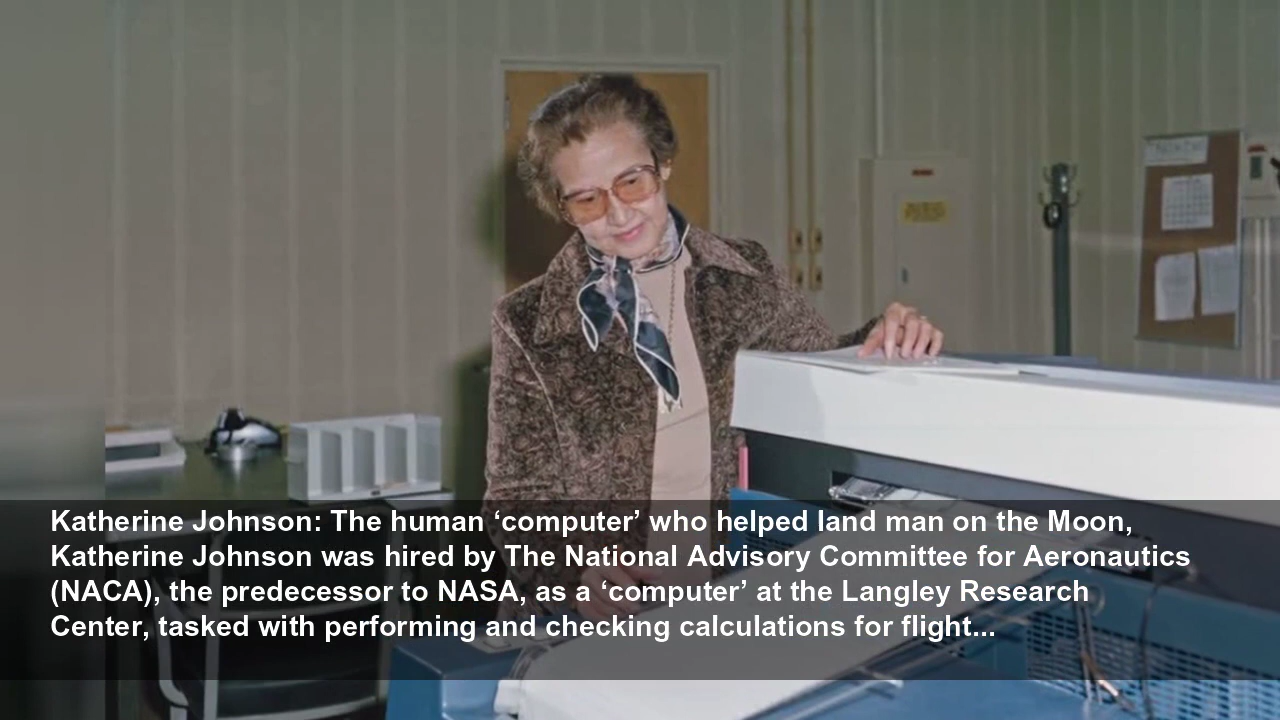 Katherine Johnson: The human ‘computer’ who helped land man on the Moon,
Katherine Johnson was hired by The National Advisory Committee for Aeronautics
(NACA), the predecessor to NASA, as a ‘computer’ at the Langley Research
Center, tasked with performing and checking calculations for flight...